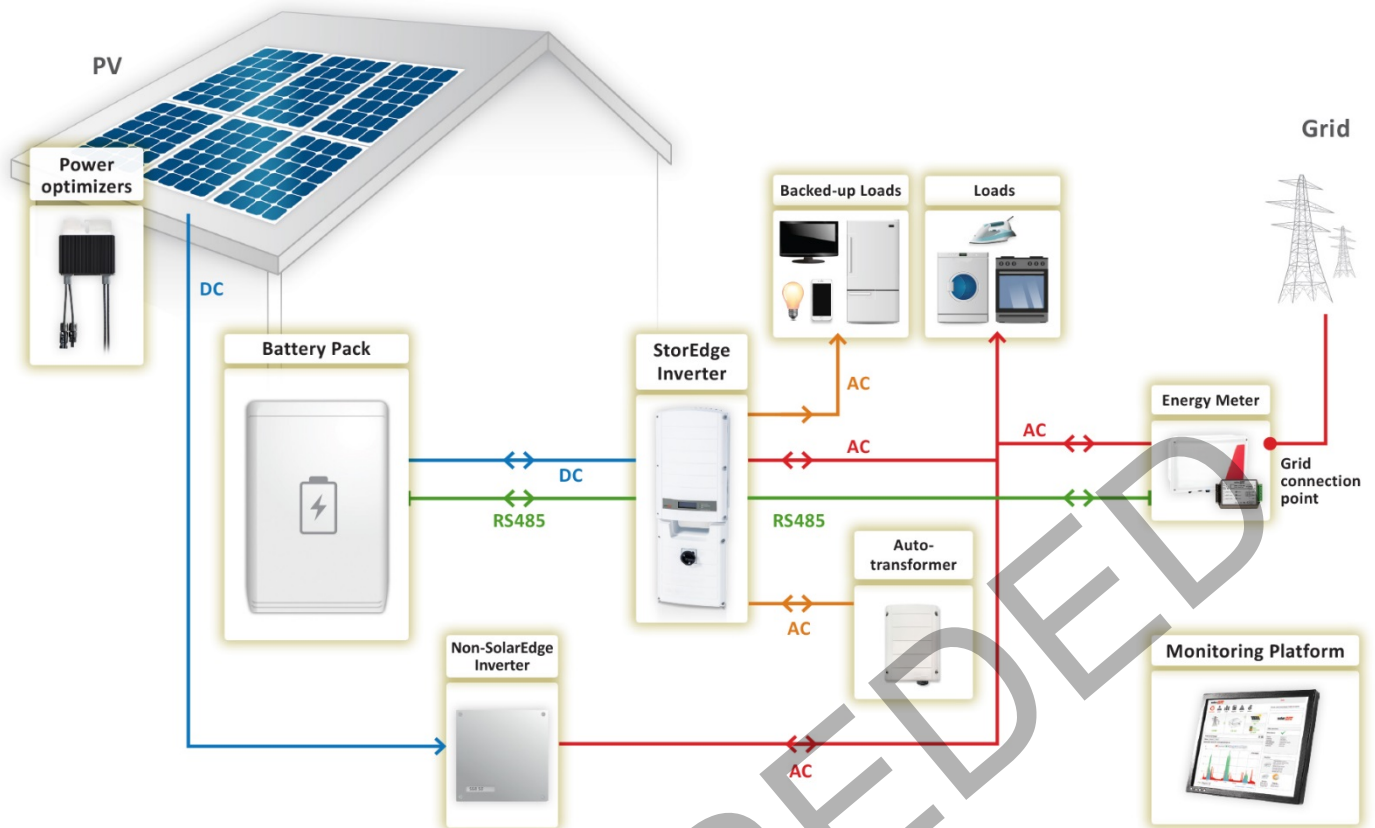 PV
Grid
Power
optimizers
Backed-up Loads
Loads
DC
Battery Pack
StorEdge
Inverter
AC
Energy Meter
AC
AC
Grid
connection
point
DC
RS485
RS485
Auto-
transformer
AC
Non-SolarEdge
Inverter
Monitoring Platform
AC
EDED